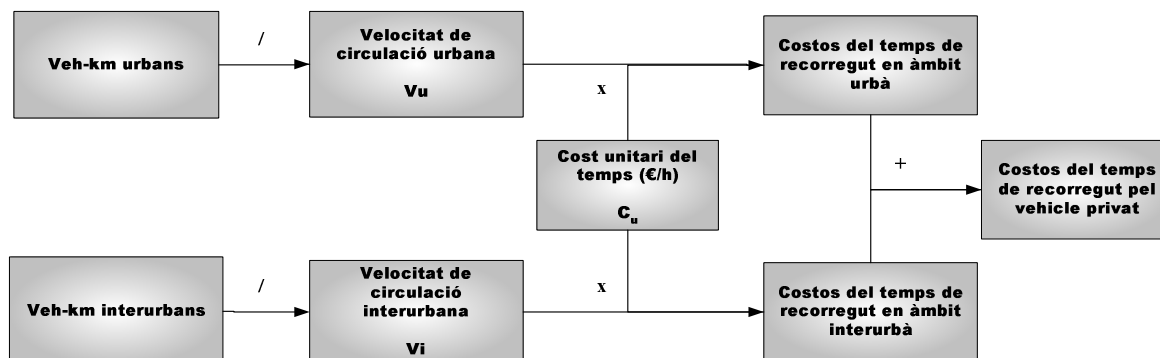 Veh-km urbans
/
Velocitat de
circulació urbana
Vu
x
Costos del temps de
recorregut en àmbit
urbà
Cost unitari del
temps (€/h)
Cu
+
Costos del temps
de recorregut pel
vehicle privat
Veh-km interurbans
/
Velocitat de
circulació
interurbana
Vi
x
Costos del temps de
recorregut en àmbit
interurbà